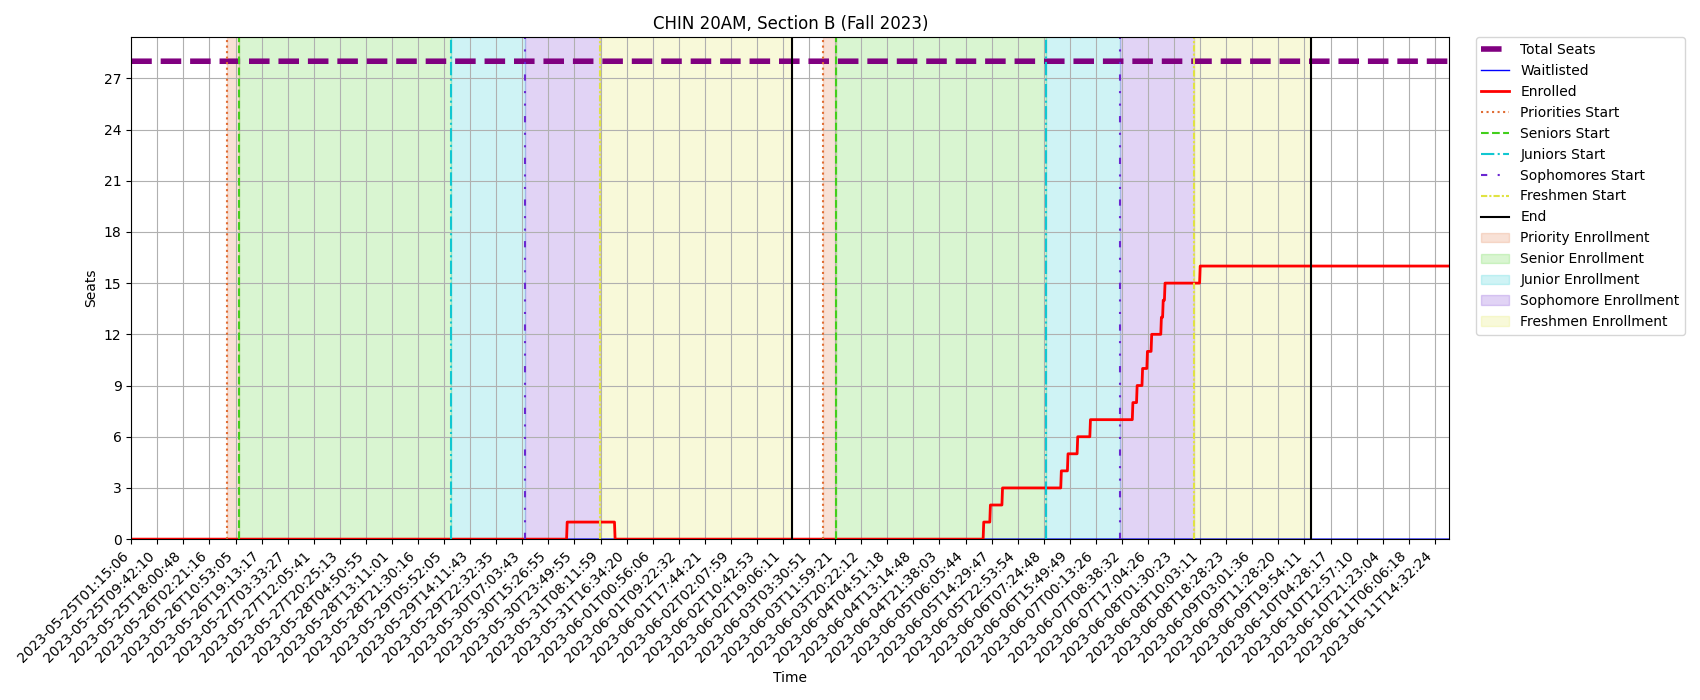 CHIN 20AM, Section B (Fall 2023)
Seats
27
24
21
18
15
12
9
6
3
0
2023-05-25T01:15:06
2023-05-25T09:42:10
2023-05-25T18:00:48
2023-05-26T02:21:16
2023-05-26T10:53:05
2023-05-26T19:13:17
2023-05-27T03:33:27
2023-05-27T12:05:41
2023-05-27T20:25:13
2023-05-28T04:50:55
2023-05-28T13:11:01
2023-05-28T21:30:16
2023-05-29T05:52:05
2023-05-29T14:11:43
2023-05-29T22:32:35
2023-05-30T07:03:43
2023-05-30T15:26:55
2023-05-30T23:49:55
2023-05-31T08:11:59
2023-05-31T16:34:20
2023-06-01T00:56:06
2023-06-01T09:22:32
2023-06-01T17:44:21
2023-06-02T02:07:59
2023-06-02T10:42:53
2023-06-02T19:06:11
2023-06-03T03:30:51
2023-06-03T11:59:21
2023-06-03T20:22:12
2023-06-04T04:51:18
2023-06-04T13:14:48
2023-06-04T21:38:03
2023-06-05T06:05:44
2023-06-05T14:29:47
2023-06-05T22:53:54
2023-06-06T07:24:48
2023-06-06T15:49:49
2023-06-07T00:13:26
2023-06-07T08:38:32
2023-06-07T17:04:26
2023-06-08T01:30:23
2023-06-08T10:03:11
2023-06-08T18:28:23
2023-06-09T03:01:36
2023-06-09T11:28:20
2023-06-09T19:54:11
2023-06-10T04:28:17
2023-06-10T12:57:10
2023-06-10T21:23:04
2023-06-11T06:06:18
2023-06-11T14:32:24
Time
Total Seats
Waitlisted
Enrolled
Priorities Start
Seniors Start
Juniors Start
Sophomores Start
Freshmen Start
End
Priority Enrollment
Senior Enrollment
Junior Enrollment
Sophomore Enrollment
Freshmen Enrollment